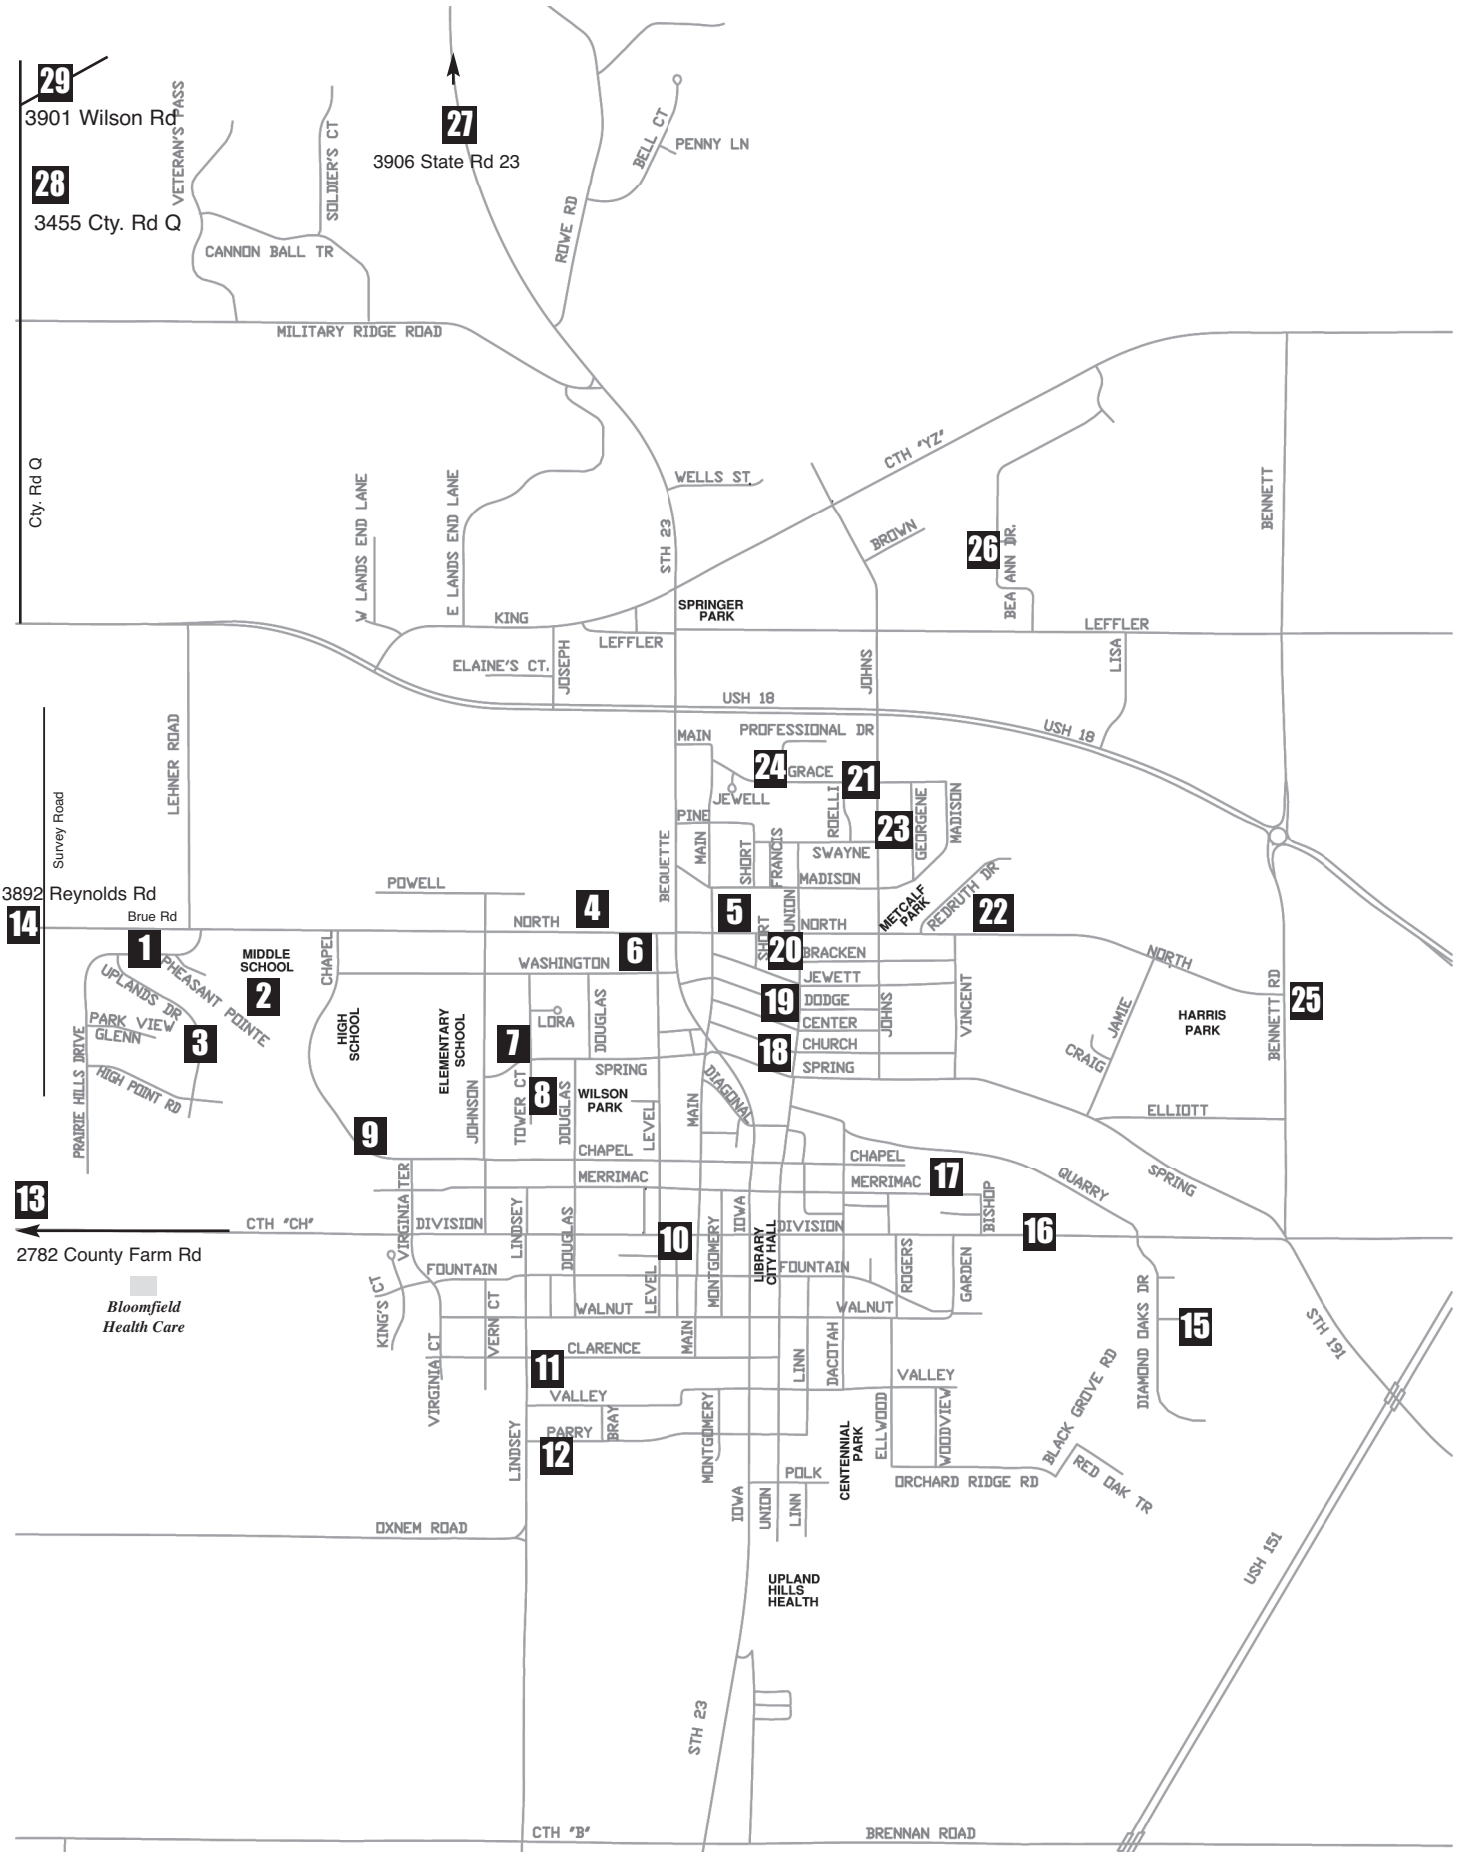 29
3901 Wilson Rd
VETERAN'S PASS
SOLDIER'S CT
27
3906 State Rd 23
BELL CT
PENNY LN
28
3455 Cty. Rd Q
ROWE RD
CANNON BALL TR
MILITARY RIDGE ROAD
Cty. Rd Q
W LANDS END LANE
E LANDS END LANE
WELLS ST.
STH 23
CTH "YZ"
BROWN
26
BEA ANN DR.
BENNETT
SPRINGER
PARK
KING
LEFFLER
LEFFLER
ELAINE'S CT.
JOSEPH
JOHNS
LISA
USH 18
USH 18
LEHNER ROAD
Survey Road
MAIN
PROFESSIONAL DR
24
GRACE
21
JEWELL
ROELLI
23
GEORGENE
MADISON
PINE
MAIN
SHORT
FRANCIS
SWAYNE
BEQUETTE
MADISON
POWELL
3892 Reynolds Rd
14
Brue Rd
NORTH
4
5
UNION
NORTH
METCALF
PARK
REDRUTH DR
22
1
PHEASANT POINTE
MIDDLE
SCHOOL
2
CHAPEL
WASHINGTON
6
SHORT
20
BRACKEN
NORTH
UPLANDS DR
PARK VIEW
GLENN
3
HIGH POINT RD
PRAIRIE HILLS DRIVE
HIGH
SCHOOL
ELEMENTARY
SCHOOL
LORA
DOUGLAS
JEWETT
19
DODGE
CENTER
JOHNS
VINCENT
18
CHURCH
SPRING
JAMIE
CRAIG
HARRIS
PARK
BENNETT RD
25
7
SPRING
8
TOWER CT
JOHNSON
DOUGLAS
WILSON
PARK
LEVEL
MAIN
DIAGONAL
ELLIOTT
9
CHAPEL
CHAPEL
MERRIMAC
MERRIMAC
17
QUARRY
SPRING
13
CTH "CH"
2782 County Farm Rd
Bloomfield
Health Care
VIRGINIA TER
DIVISION
LINDSEY
DOUGLAS
10
MONTGOMERY
IOWA
LIBRARY
CITY HALL
DIVISION
BISHOP
16
FOUNTAIN
FOUNTAIN
ROGERS
GARDEN
KING'S CT
VERN CT
WALNUT
LEVEL
WALNUT
DIAMOND OAKS DR
15
STH 191
VIRGINIA CT
CLARENCE
MAIN
LINN
DACOTAH
11
VALLEY
VALLEY
BLACK GROVE RD
LINDSEY
PARRY
BRAY
12
MONTGOMERY
CENTENNIAL
PARK
ELLWOOD
WOODVIEW
POLK
ORCHARD RIDGE RD
RED OAK TR
IOWA
UNION
LINN
OXNEM ROAD
USH 151
UPLAND
HILLS
HEALTH
STH 23
CTH "B"
BRENNAN ROAD